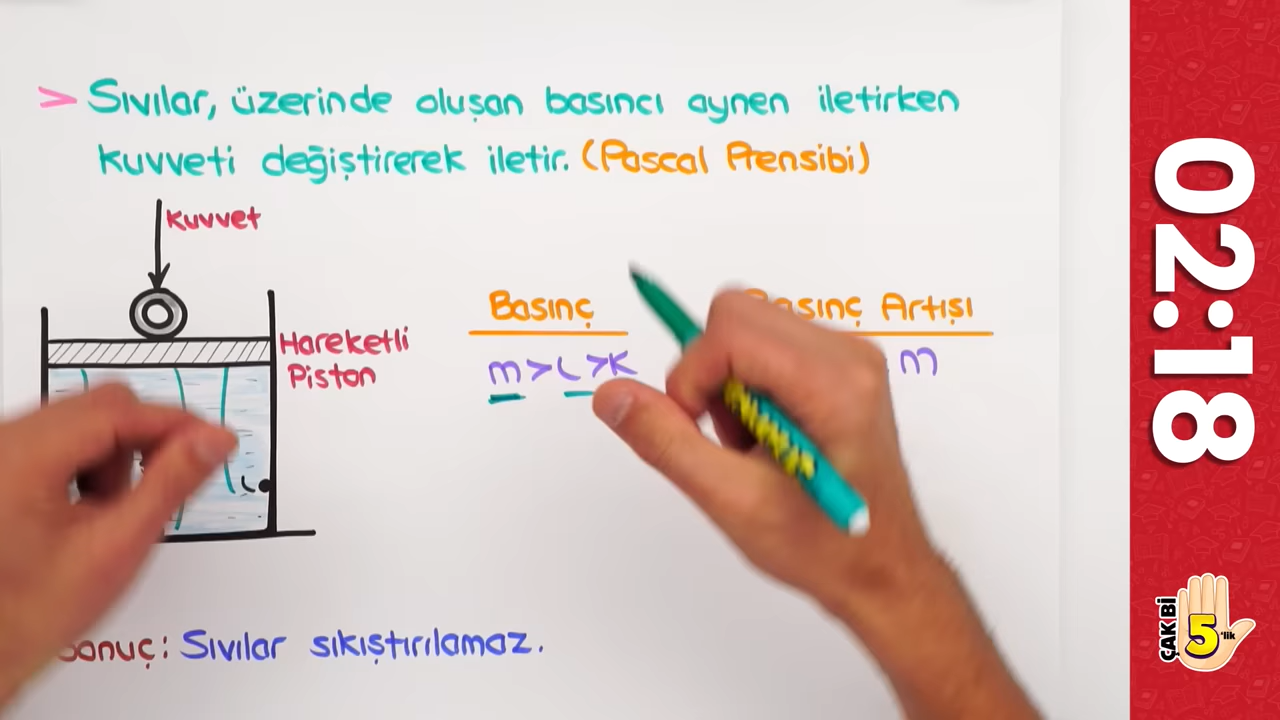 > Sıvılar, üzerinde oluşan basıncı aynen iletirken
kuvveti değiştirerek iletir. (Pascal Prensibi)
Kuvvet
Hareketli
Piston
Basınç
m>L>K
Basınç Artışı
m
L
Sonuç: Sıvılar sıkıştırılamaz.
02:18
ÇAK Bİ
5'lik